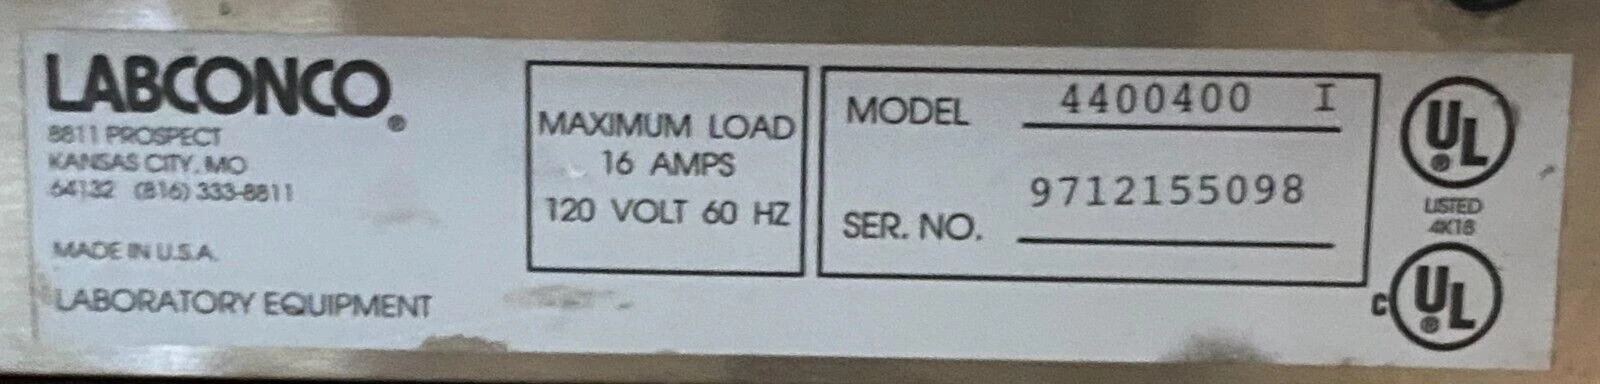 LABCONCO®
8811 PROSPECT
KANSAS CITY, MO
64132 (816) 333-8811
MADE IN U.S.A.
LABORATORY EQUIPMENT
MAXIMUM LOAD
16 AMPS
120 VOLT 60 HZ
MODEL 4400400 I
SER. NO. 9712155098
UL®
LISTED
4K18
C UL®